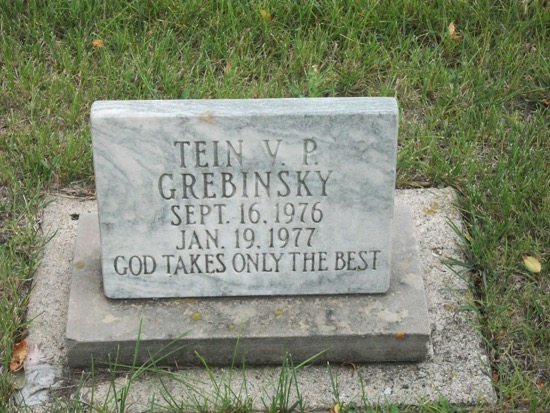 TEIN V. P.
GREBINSKY
SEPT. 16, 1976
JAN. 19, 1977
GOD TAKES ONLY THE BEST